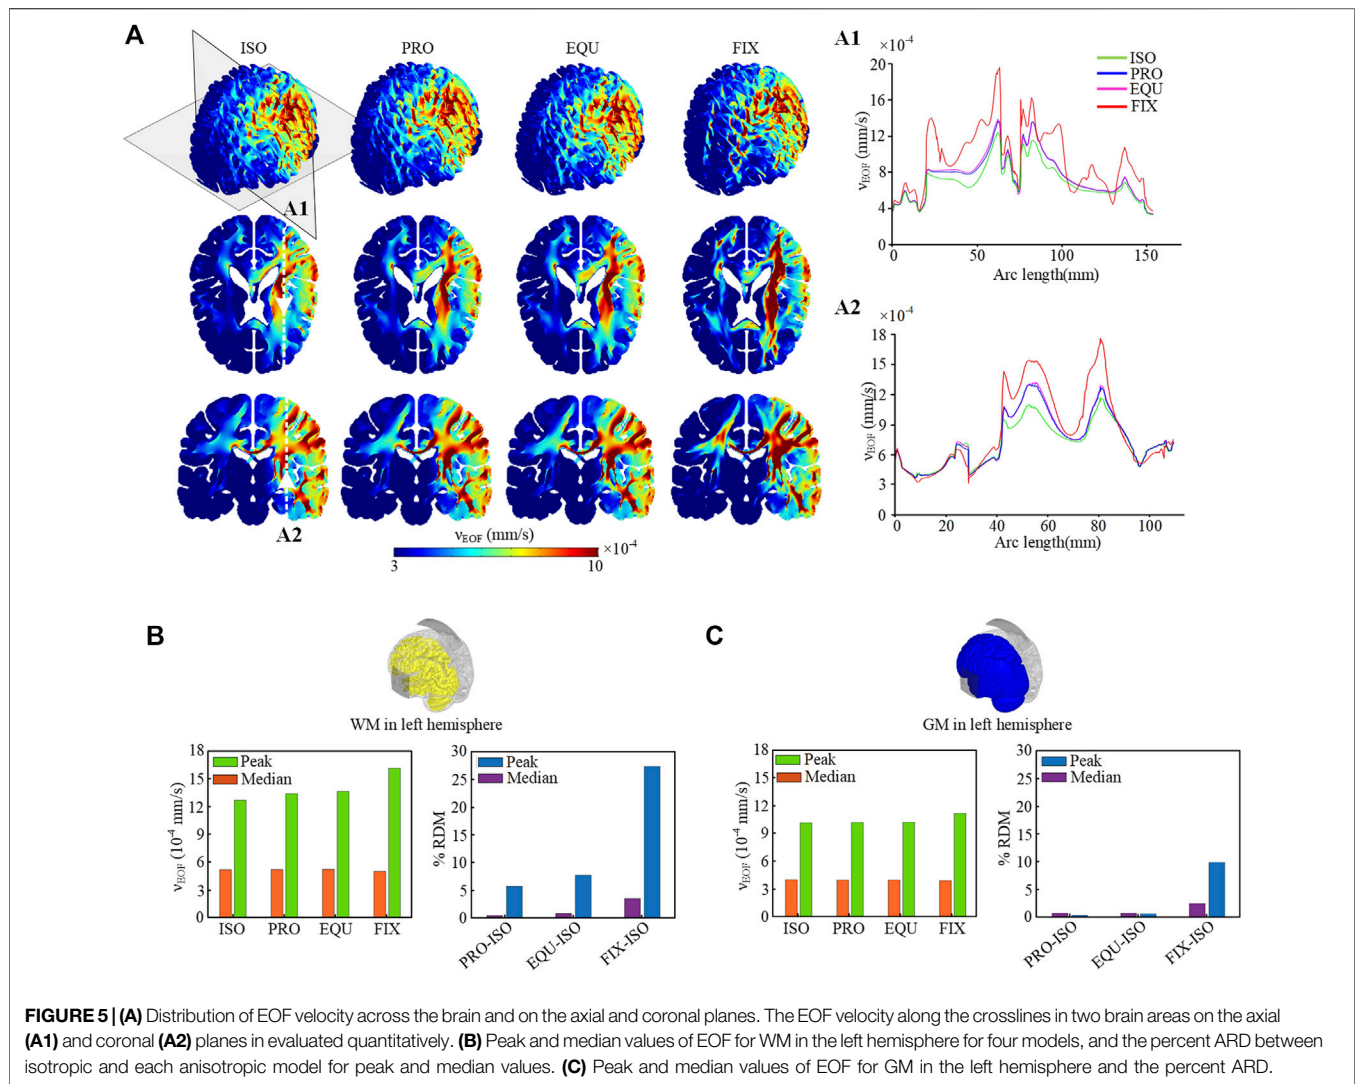 A
ISO PRO EQU FIX
A1
A2
v_EOF (mm/s)
3 10 ×10⁻⁴
A1
×10⁻⁴
20
16
12
8
4
0
v_EOF (mm/s)
ISO
PRO
EQU
FIX
0 50 100 150
Arc length(mm)
A2
×10⁻⁴
18
15
12
9
6
3
0
v_EOF (mm/s)
0 20 40 60 80 100
Arc length(mm)
B
WM in left hemisphere
18
15
12
9
6
3
0
v_EOF (10⁻⁴ mm/s)
Peak
Median
ISO PRO EQU FIX
30
25
20
15
10
5
0
% RDM
Peak
Median
PRO-ISO EQU-ISO FIX-ISO
C
GM in left hemisphere
18
15
12
9
6
3
0
v_EOF (10⁻⁴ mm/s)
Peak
Median
ISO PRO EQU FIX
30
25
20
15
10
5
0
% RDM
Peak
Median
PRO-ISO EQU-ISO FIX-ISO
FIGURE 5 | (A) Distribution of EOF velocity across the brain and on the axial and coronal planes. The EOF velocity along the crosslines in two brain areas on the axial
(A1) and coronal (A2) planes in evaluated quantitatively. (B) Peak and median values of EOF for WM in the left hemisphere for four models, and the percent ARD between
isotropic and each anisotropic model for peak and median values. (C) Peak and median values of EOF for GM in the left hemisphere and the percent ARD.